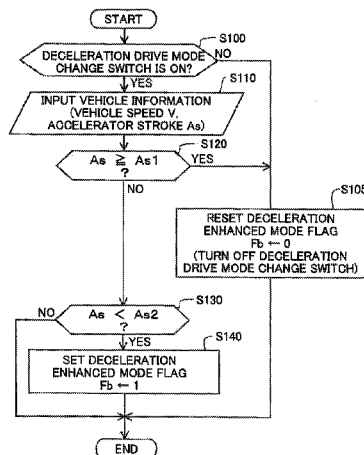 START
S100
DECELERATION DRIVE MODE
CHANGE SWITCH IS ON?
NO
YES
S110
INPUT VEHICLE INFORMATION
(VEHICLE SPEED V,
ACCELERATOR STROKE As)
S120
As ≧ As1
?
YES
NO
S105
RESET DECELERATION
ENHANCED MODE FLAG
Fb ← 0
(TURN OFF DECELERATION
DRIVE MODE CHANGE SWITCH)
S130
NO
As < As2
?
YES
S140
SET DECELERATION
ENHANCED MODE FLAG
Fb ← 1
END